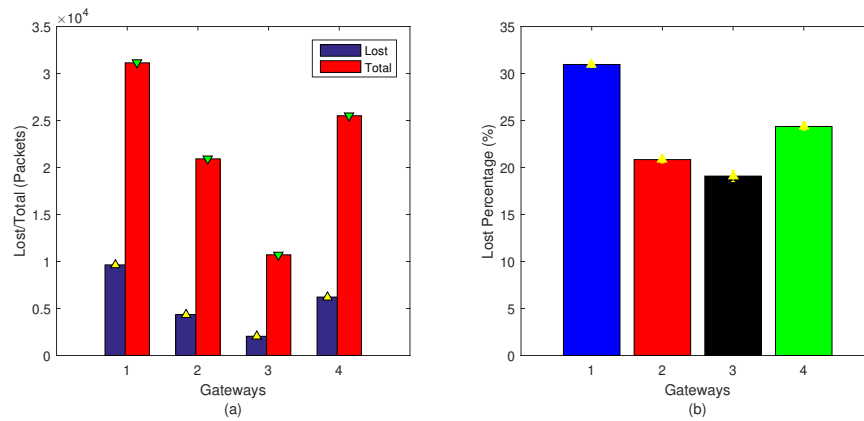 ×10⁴
3.5
3
2.5
2
1.5
1
0.5
0
Lost/Total (Packets)
Lost
Total
1 2 3 4
Gateways
(a)
35
30
25
20
15
10
5
0
Lost Percentage (%)
1 2 3 4
Gateways
(b)